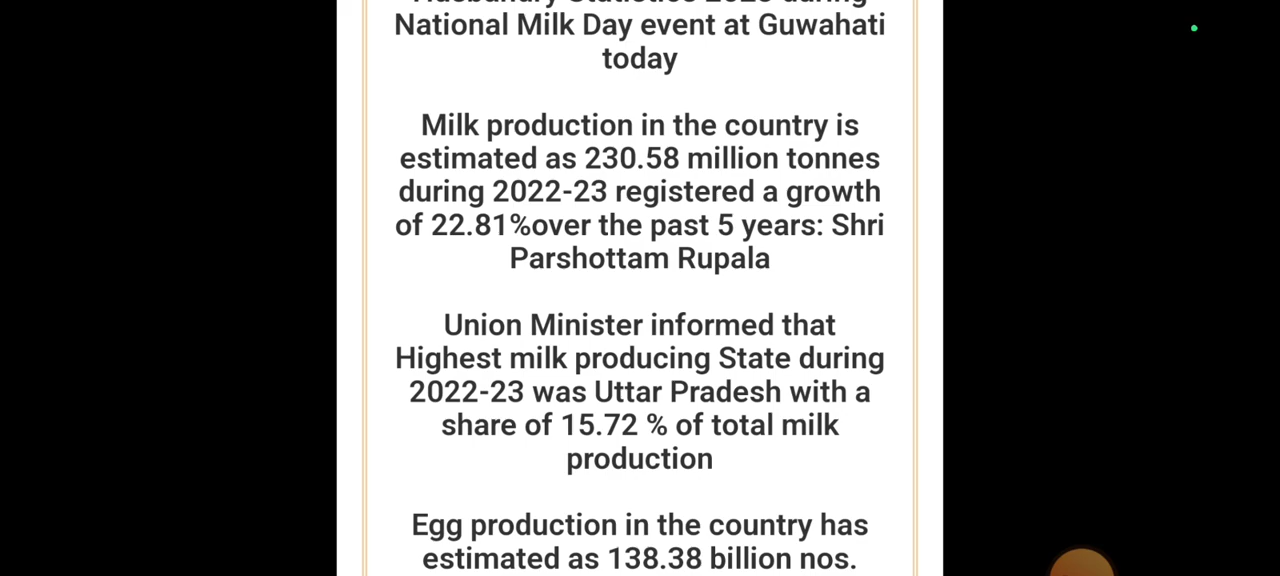 National Milk Day event at Guwahati
today
Milk production in the country is
estimated as 230.58 million tonnes
during 2022-23 registered a growth
of 22.81%over the past 5 years: Shri
Parshottam Rupala
Union Minister informed that
Highest milk producing State during
2022-23 was Uttar Pradesh with a
share of 15.72 % of total milk
production
Egg production in the country has
estimated as 138.38 billion nos.